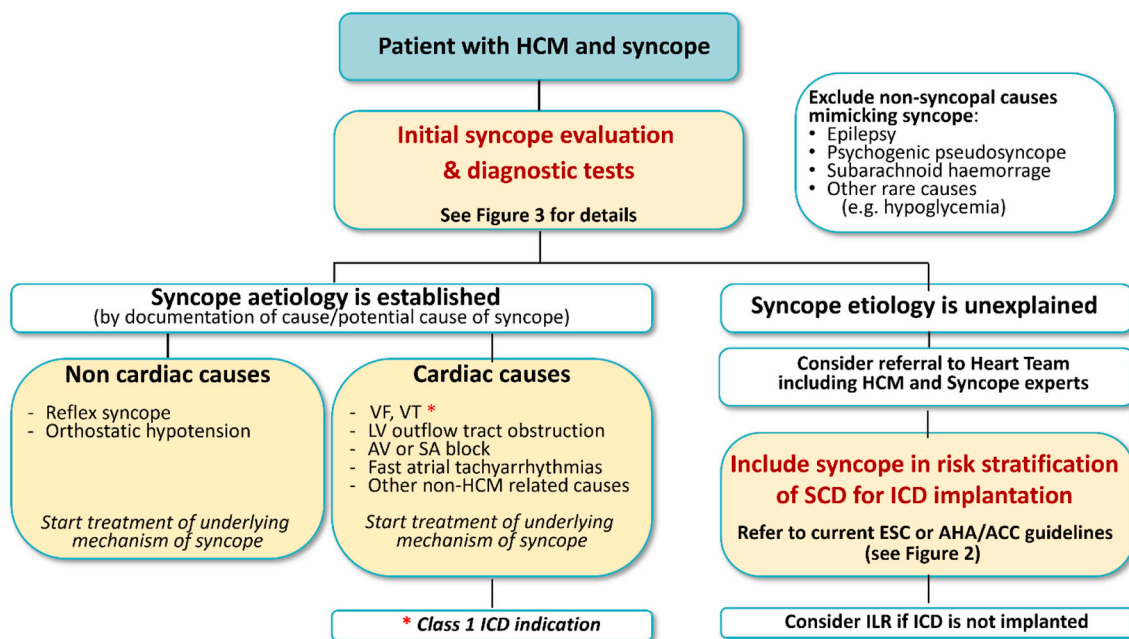 Patient with HCM and syncope
Initial syncope evaluation
& diagnostic tests
See Figure 3 for details
Exclude non-syncopal causes
mimicking syncope:
• Epilepsy
• Psychogenic pseudosyncope
• Subarachnoid haemorrage
• Other rare causes
(e.g. hypoglycemia)
Syncope aetiology is established
(by documentation of cause/potential cause of syncope)
Non cardiac causes
- Reflex syncope
- Orthostatic hypotension
Start treatment of underlying
mechanism of syncope
Cardiac causes
- VF, VT *
- LV outflow tract obstruction
- AV or SA block
- Fast atrial tachyarrhythmias
- Other non-HCM related causes
Start treatment of underlying
mechanism of syncope
* Class 1 ICD indication
Syncope etiology is unexplained
Consider referral to Heart Team
including HCM and Syncope experts
Include syncope in risk stratification
of SCD for ICD implantation
Refer to current ESC or AHA/ACC guidelines
(see Figure 2)
Consider ILR if ICD is not implanted